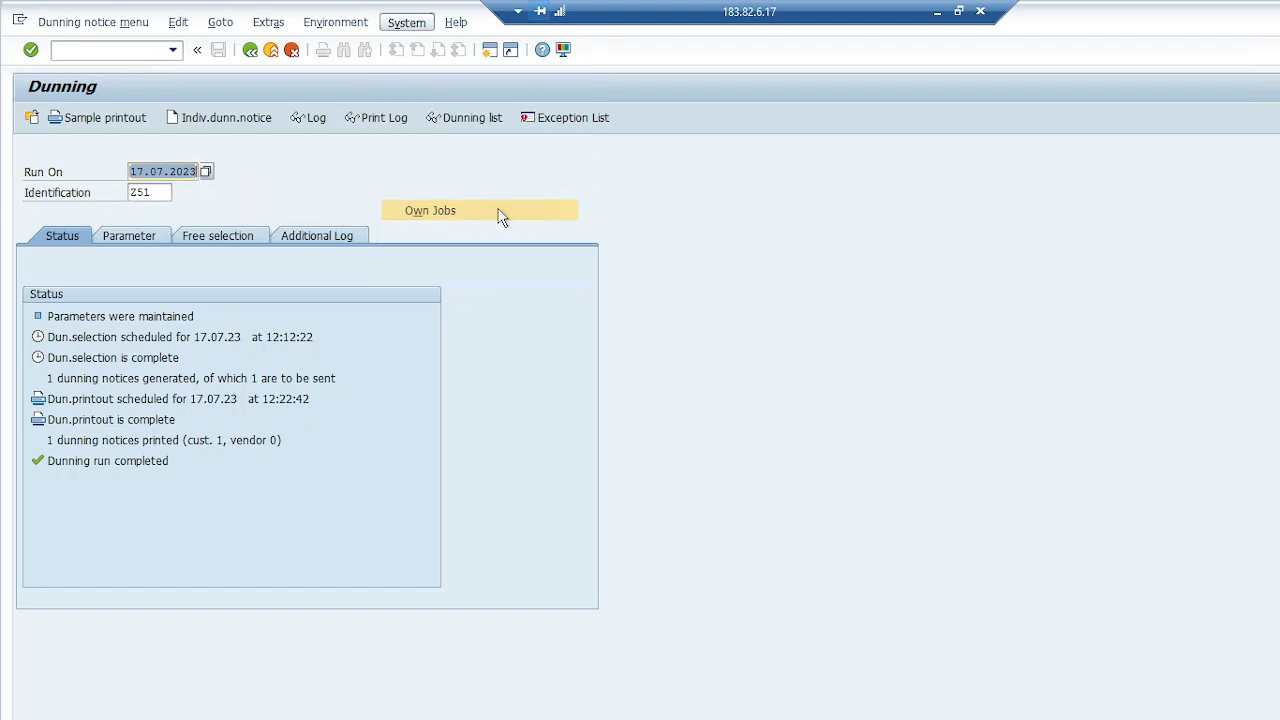 Dunning notice menu Edit Goto Extras Environment System Help
183.82.6.17
Dunning
Sample printout Indiv.dunn.notice Log Print Log Dunning list Exception List
Run On 17.07.2023
Identification Z51
Own Jobs
Status Parameter Free selection Additional Log
Status
Parameters were maintained
Dun.selection scheduled for 17.07.23 at 12:12:22
Dun.selection is complete
1 dunning notices generated, of which 1 are to be sent
Dun.printout scheduled for 17.07.23 at 12:22:42
Dun.printout is complete
1 dunning notices printed (cust. 1, vendor 0)
Dunning run completed